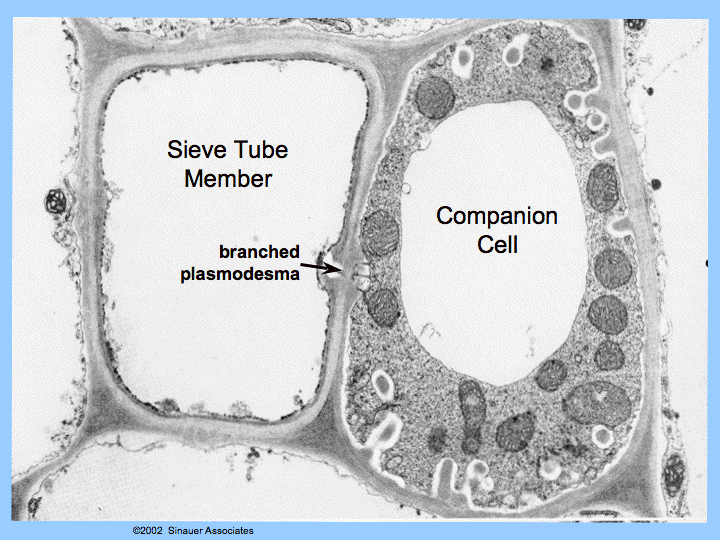 Sieve Tube
Member
Companion
Cell
branched
plasmodesma
©2002 Sinauer Associates